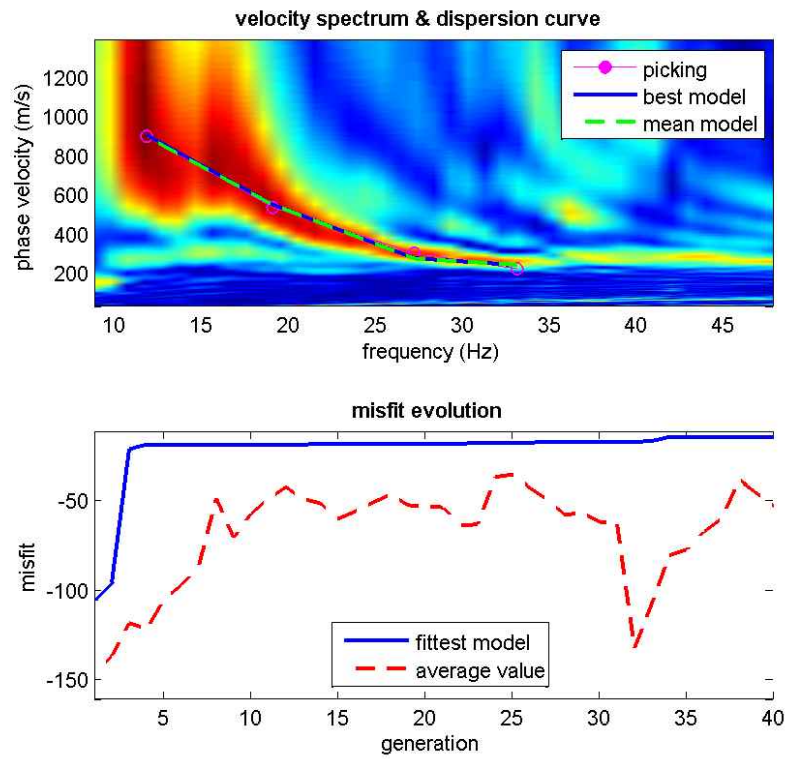 velocity spectrum & dispersion curve
phase velocity (m/s)
1200
1000
800
600
400
200
picking
best model
mean model
10 15 20 25 30 35 40 45
frequency (Hz)
misfit evolution
misfit
-50
-100
-150
fittest model
average value
5 10 15 20 25 30 35 40
generation